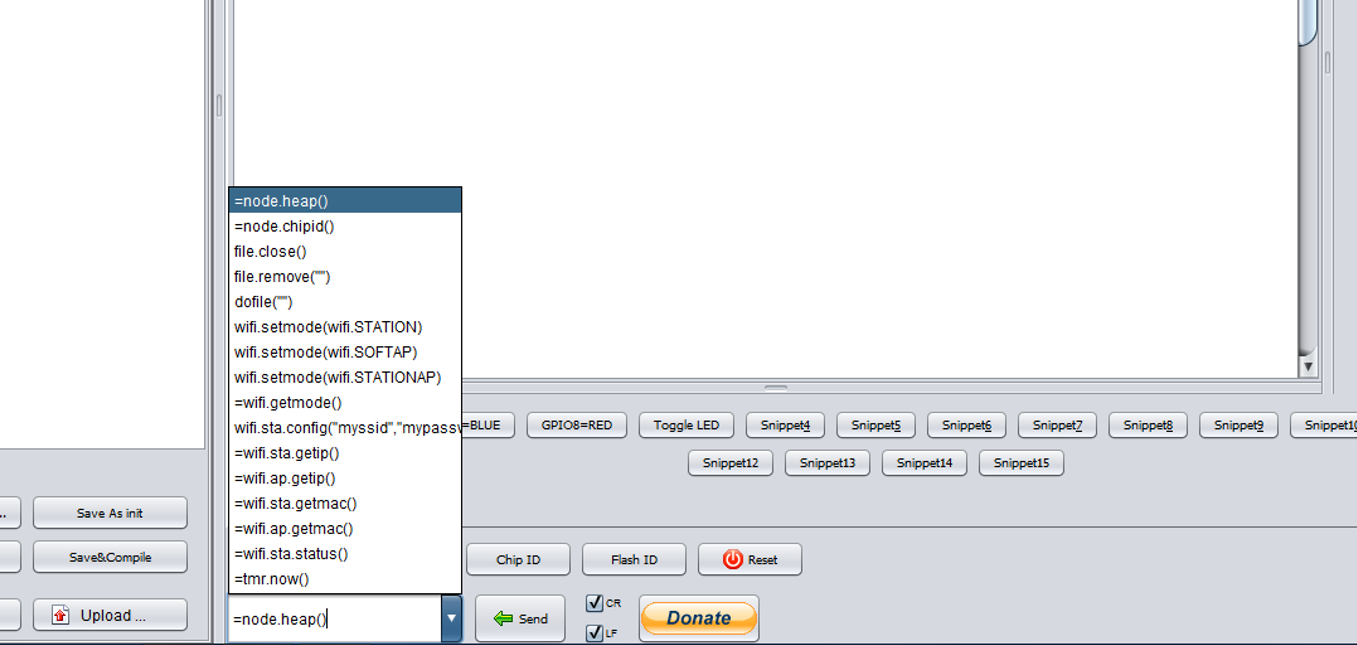 =node.heap()
=node.chipid()
file.close()
file.remove("")
dofile("")
wifi.setmode(wifi.STATION)
wifi.setmode(wifi.SOFTAP)
wifi.setmode(wifi.STATIONAP)
=wifi.getmode()
wifi.sta.config("myssid","mypassw
=wifi.sta.getip()
=wifi.ap.getip()
=wifi.sta.getmac()
=wifi.ap.getmac()
=wifi.sta.status()
=tmr.now()
=BLUE GPIO8=RED Toggle LED Snippet4 Snippet5 Snippet6 Snippet7 Snippet8 Snippet9 Snippet10
Snippet12 Snippet13 Snippet14 Snippet15
... Save As init
Save&Compile
Chip ID Flash ID Reset
Upload ...
=node.heap() Send CR Donate
LF